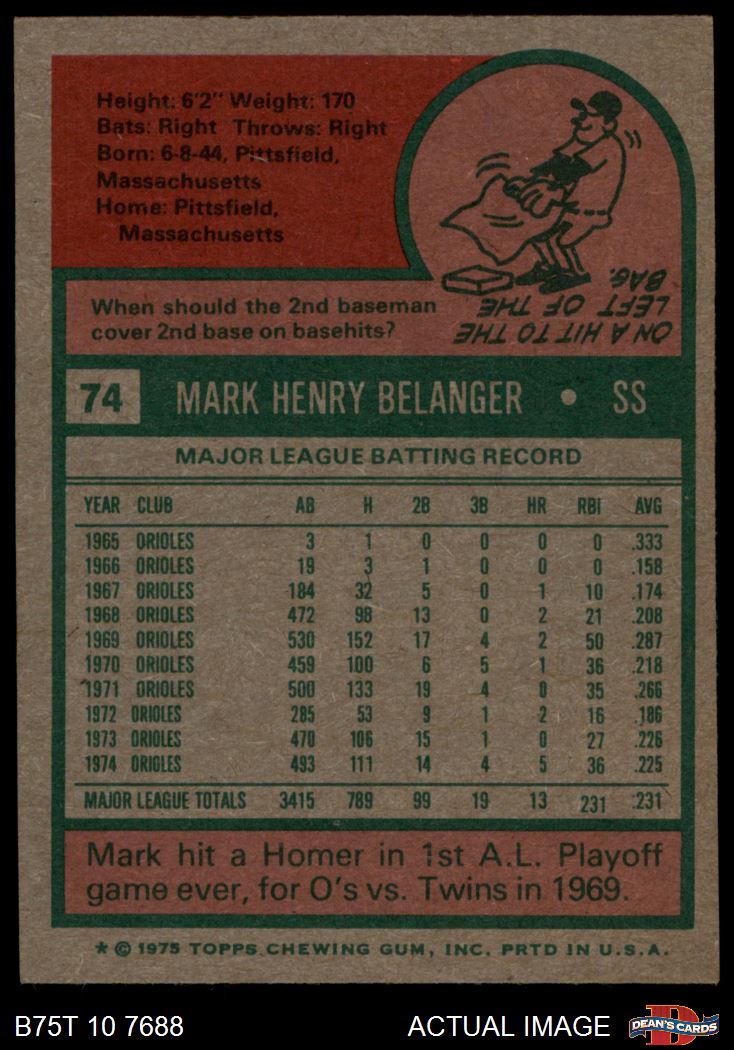 Height: 6'2" Weight: 170
Bats: Right Throws: Right
Born: 6-8-44, Pittsfield,
Massachusetts
Home: Pittsfield,
Massachusetts
When should the 2nd baseman
cover 2nd base on basehits?
ON A HIT TO THE
LEFT OF THE
BAG.
74 MARK HENRY BELANGER • SS
MAJOR LEAGUE BATTING RECORD
YEAR CLUB AB H 2B 3B HR RBI AVG
1965 ORIOLES 3 1 0 0 0 0 .333
1966 ORIOLES 19 3 1 0 0 0 .158
1967 ORIOLES 184 32 5 0 1 10 .174
1968 ORIOLES 472 98 13 0 2 21 .208
1969 ORIOLES 530 152 17 4 2 50 .287
1970 ORIOLES 459 100 6 5 1 36 .218
1971 ORIOLES 500 133 19 4 0 35 .266
1972 ORIOLES 285 53 9 1 2 16 .186
1973 ORIOLES 470 106 15 1 0 27 .226
1974 ORIOLES 493 111 14 4 5 36 .225
MAJOR LEAGUE TOTALS 3415 789 99 19 13 231 .231
Mark hit a Homer in 1st A.L. Playoff
game ever, for O's vs. Twins in 1969.
* © 1975 TOPPS CHEWING GUM, INC. PRTD IN U.S.A.
B75T 10 7688 ACTUAL IMAGE D DEAN'S CARDS